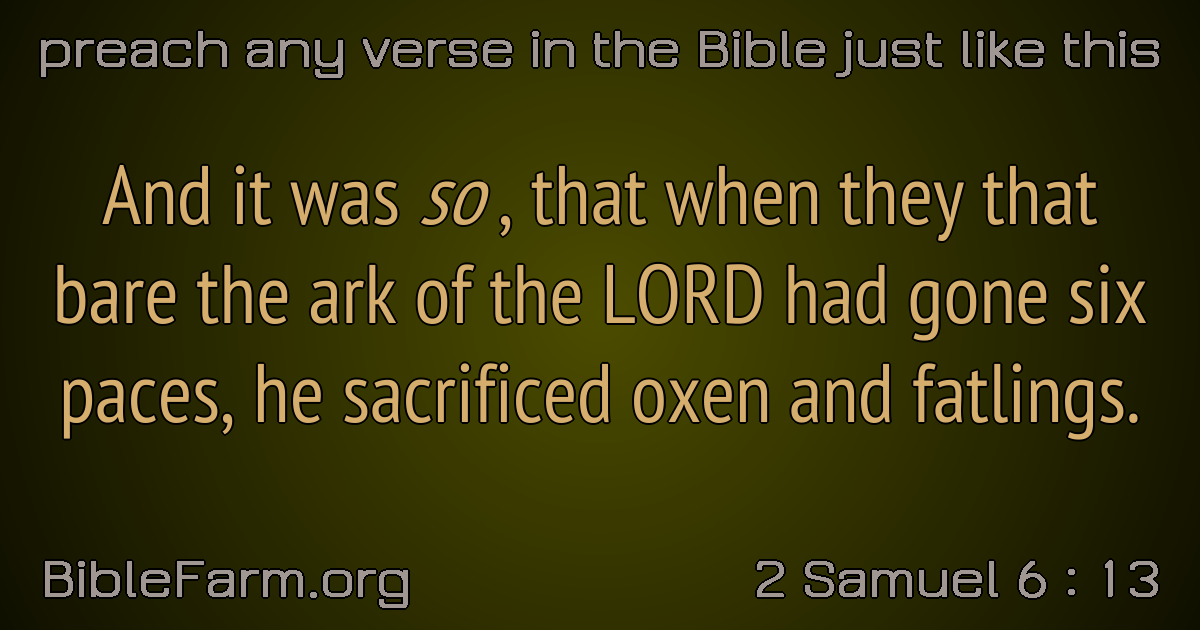 preach any verse in the Bible just like this
And it was so , that when they that
bare the ark of the LORD had gone six
paces, he sacrificed oxen and fatlings.
BibleFarm.org
2 Samuel 6 : 13